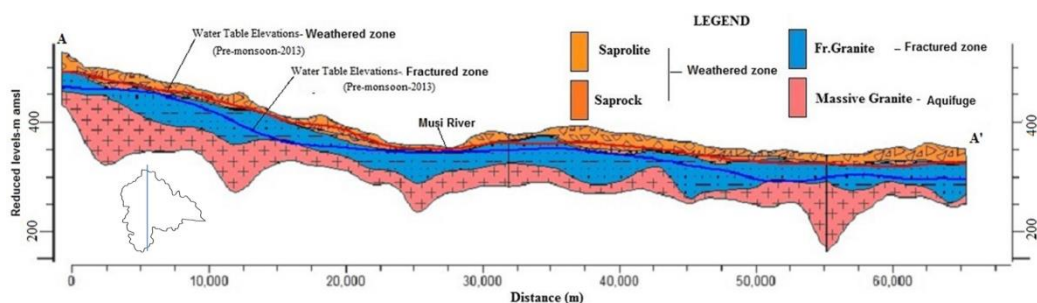 LEGEND
A
Water Table Elevations- Weathered zone
(Pre-monsoon-2013)
Water Table Elevations- Fractured zone
(Pre-monsoon-2013)
Saprolite
Saprock
Weathered zone
Fr.Granite
Fractured zone
Massive Granite - Aquifuge
Musi River
A'
Reduced levels-m amsl
400
200
400
200
0
10,000
20,000
30,000
40,000
50,000
60,000
Distance (m)